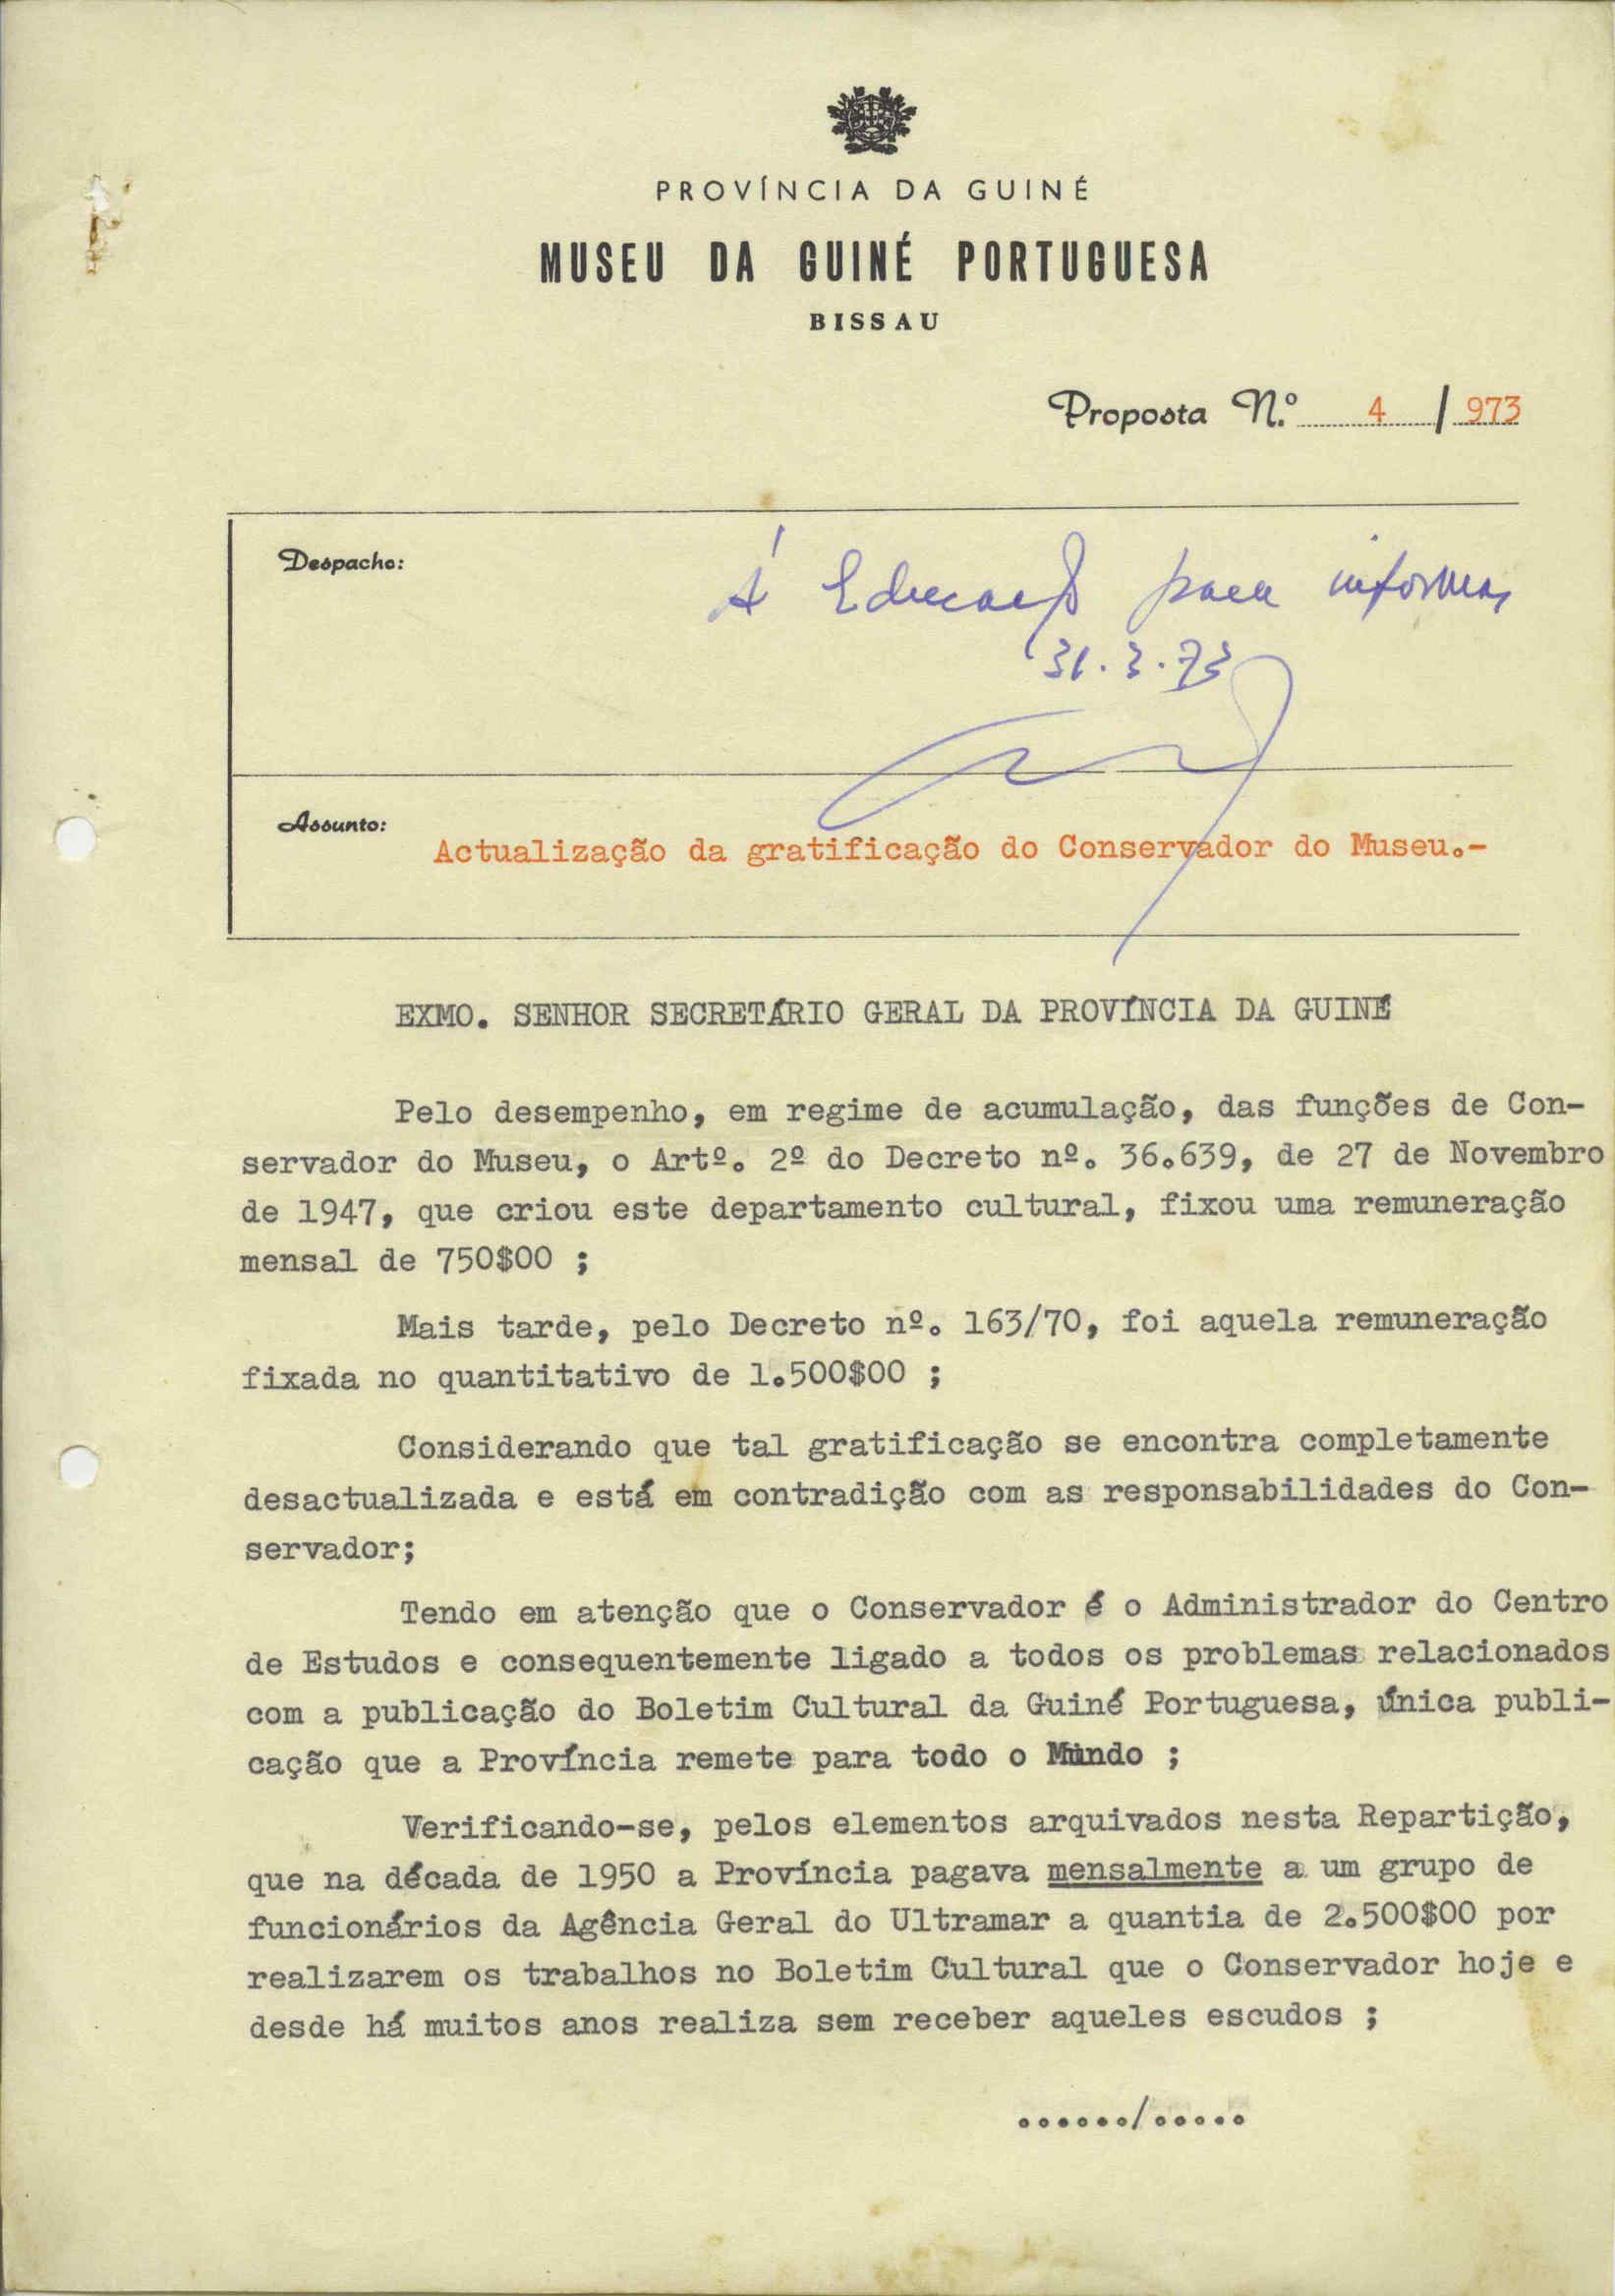 PROVÍNCIA DA GUINÉ
MUSEU DA GUINÉ PORTUGUESA
BISSAU
Proposta N.º 4 / 973
Despacho:
À Educação para informar
31.3.73
Assunto:
Actualização da gratificação do Conservador do Museu.-
EXMO. SENHOR SECRETÁRIO GERAL DA PROVÍNCIA DA GUINÉ
Pelo desempenho, em regime de acumulação, das funções de Con-
servador do Museu, o Artº. 2º do Decreto nº. 36.639, de 27 de Novembro
de 1947, que criou este departamento cultural, fixou uma remuneração
mensal de 750$00 ;
Mais tarde, pelo Decreto nº. 163/70, foi aquela remuneração
fixada no quantitativo de 1.500$00 ;
Considerando que tal gratificação se encontra completamente
desactualizada e está em contradição com as responsabilidades do Con-
servador;
Tendo em atenção que o Conservador é o Administrador do Centro
de Estudos e consequentemente ligado a todos os problemas relacionados
com a publicação do Boletim Cultural da Guiné Portuguesa, única publi-
cação que a Província remete para todo o Mundo ;
Verificando-se, pelos elementos arquivados nesta Repartição,
que na década de 1950 a Província pagava mensalmente a um grupo de
funcionários da Agência Geral do Ultramar a quantia de 2.500$00 por
realizarem os trabalhos no Boletim Cultural que o Conservador hoje e
desde há muitos anos realiza sem receber aqueles escudos ;
....../.....